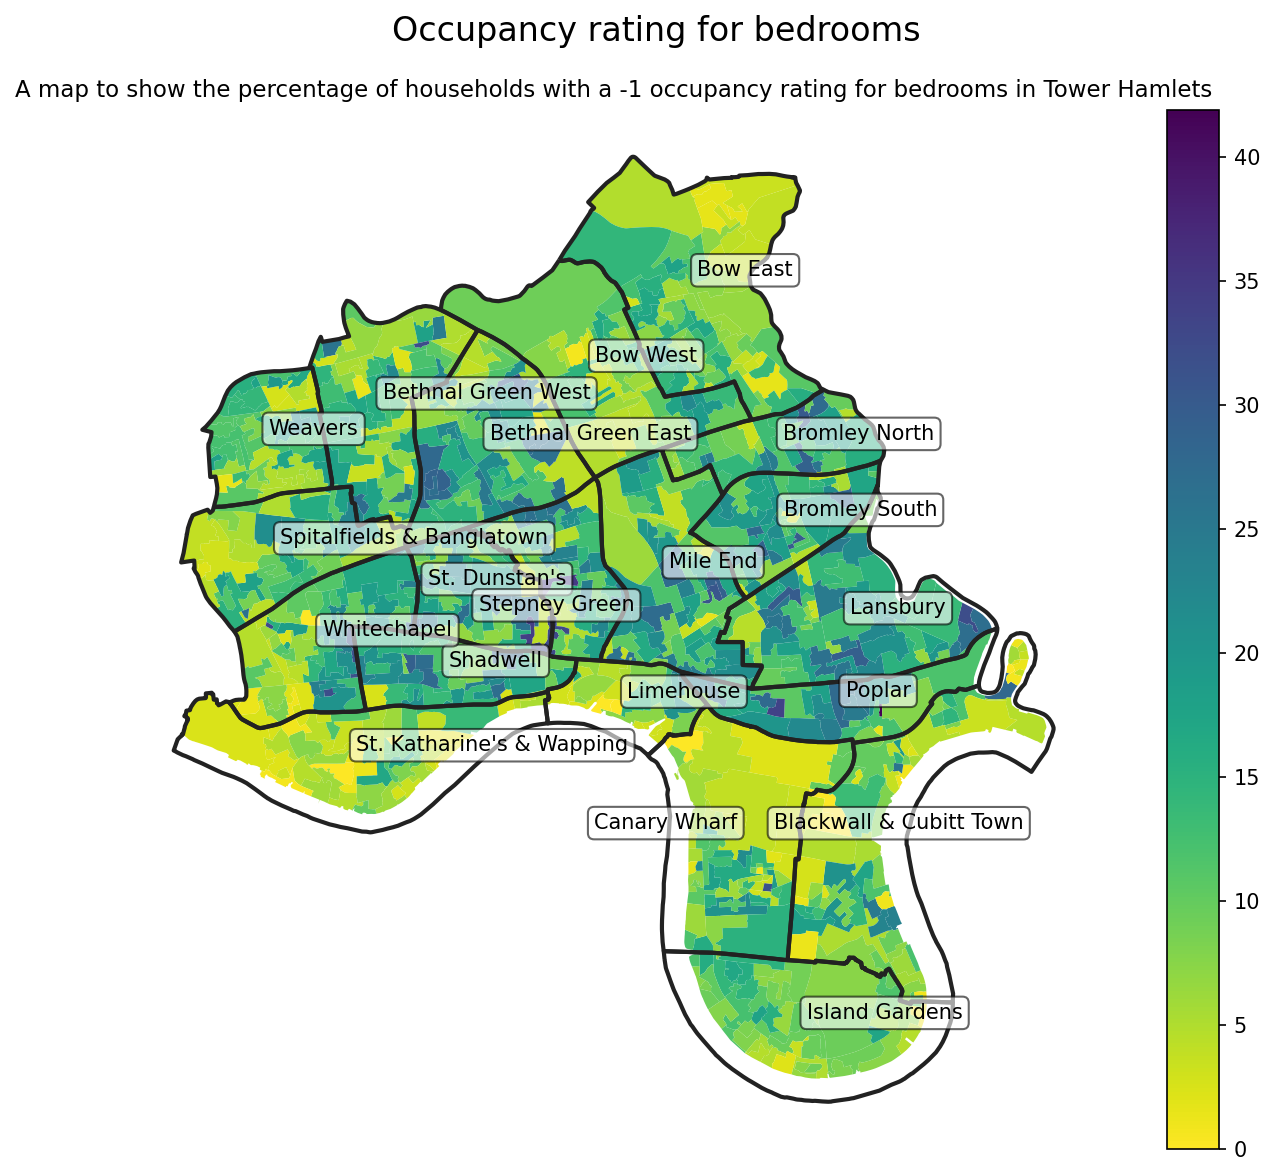 Occupancy rating for bedrooms
A map to show the percentage of households with a -1 occupancy rating for bedrooms in Tower Hamlets
40
35
30
25
20
15
10
5
0
Bow East
Bow West
Bethnal Green West
Weavers
Bethnal Green East
Bromley North
Bromley South
Spitalfields & Banglatown
Mile End
St. Dunstan's
Stepney Green
Lansbury
Whitechapel
Shadwell
Limehouse
Poplar
St. Katharine's & Wapping
Canary Wharf
Blackwall & Cubitt Town
Island Gardens